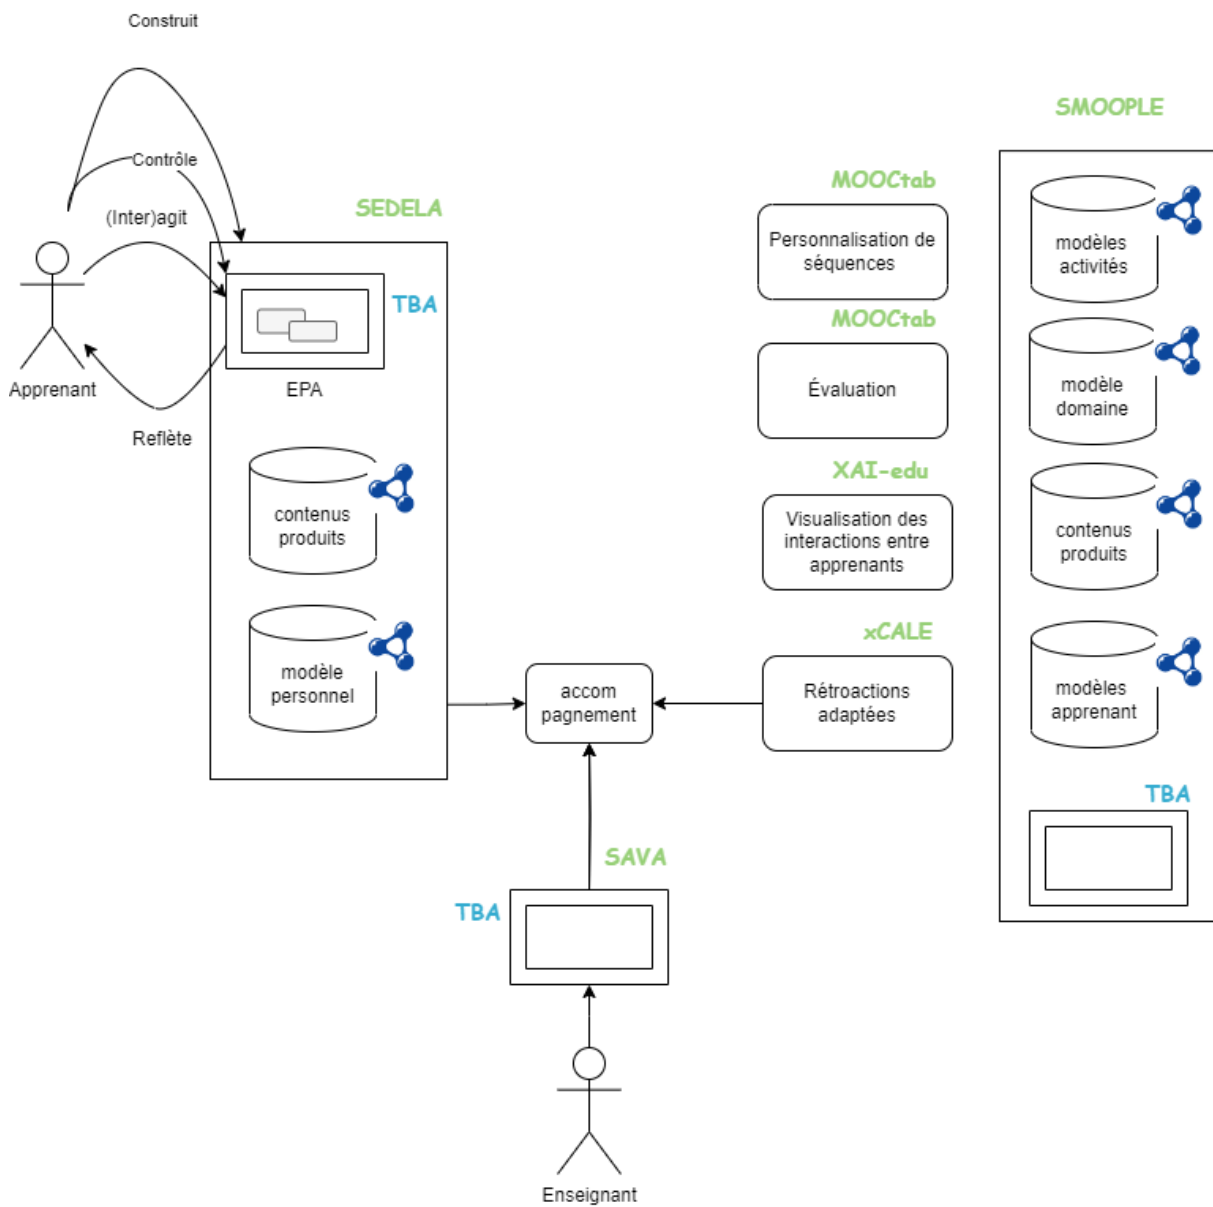 Construit
Contrôle
(Inter)agit
Apprenant
Reflète
SEDELA
TBA
EPA
contenus
produits
modèle
personnel
accom
pagnement
SAVA
TBA
Enseignant
MOOCtab
Personnalisation de
séquences
MOOCtab
Évaluation
XAI-edu
Visualisation des
interactions entre
apprenants
xCALE
Rétroactions
adaptées
SMOOPLE
modèles
activités
modèle
domaine
contenus
produits
modèles
apprenant
TBA